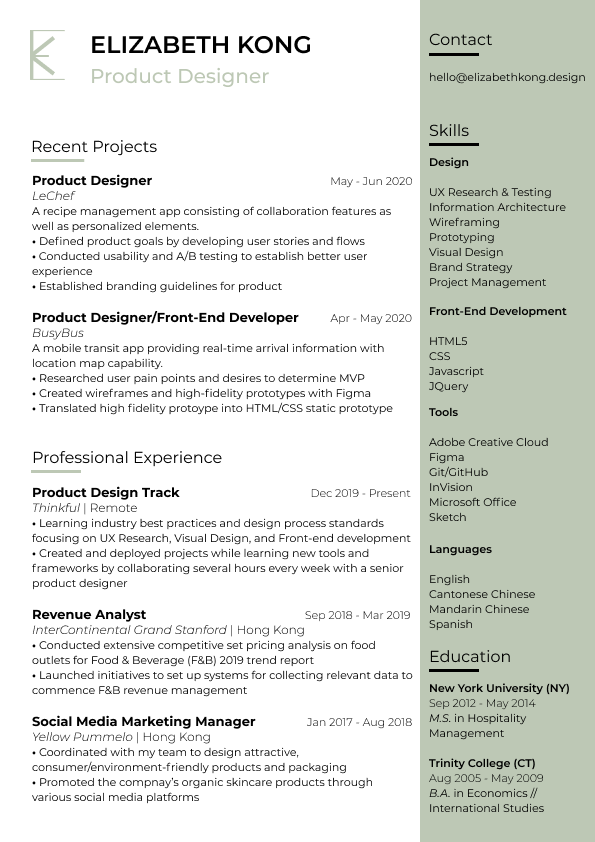 ELIZABETH KONG
Product Designer
Recent Projects
Product Designer May - Jun 2020
LeChef
A recipe management app consisting of collaboration features as
well as personalized elements.
• Defined product goals by developing user stories and flows
• Conducted usability and A/B testing to establish better user
experience
• Established branding guidelines for product
Product Designer/Front-End Developer Apr - May 2020
BusyBus
A mobile transit app providing real-time arrival information with
location map capability.
• Researched user pain points and desires to determine MVP
• Created wireframes and high-fidelity prototypes with Figma
• Translated high fidelity protoype into HTML/CSS static prototype
Professional Experience
Product Design Track Dec 2019 - Present
Thinkful | Remote
• Learning industry best practices and design process standards
focusing on UX Research, Visual Design, and Front-end development
• Created and deployed projects while learning new tools and
frameworks by collaborating several hours every week with a senior
product designer
Revenue Analyst Sep 2018 - Mar 2019
InterContinental Grand Stanford | Hong Kong
• Conducted extensive competitive set pricing analysis on food
outlets for Food & Beverage (F&B) 2019 trend report
• Launched initiatives to set up systems for collecting relevant data to
commence F&B revenue management
Social Media Marketing Manager Jan 2017 - Aug 2018
Yellow Pummelo | Hong Kong
• Coordinated with my team to design attractive,
consumer/environment-friendly products and packaging
• Promoted the compnay's organic skincare products through
various social media platforms
Contact
hello@elizabethkong.design
Skills
Design
UX Research & Testing
Information Architecture
Wireframing
Prototyping
Visual Design
Brand Strategy
Project Management
Front-End Development
HTML5
CSS
Javascript
JQuery
Tools
Adobe Creative Cloud
Figma
Git/GitHub
InVision
Microsoft Office
Sketch
Languages
English
Cantonese Chinese
Mandarin Chinese
Spanish
Education
New York University (NY)
Sep 2012 - May 2014
M.S. in Hospitality
Management
Trinity College (CT)
Aug 2005 - May 2009
B.A. in Economics //
International Studies